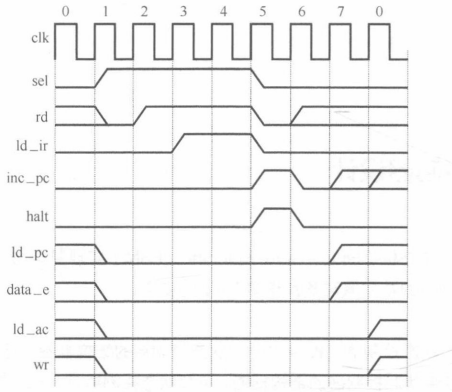 0 1 2 3 4 5 6 7 0
clk
sel
rd
ld_ir
inc_pc
halt
ld_pc
data_e
ld_ac
wr